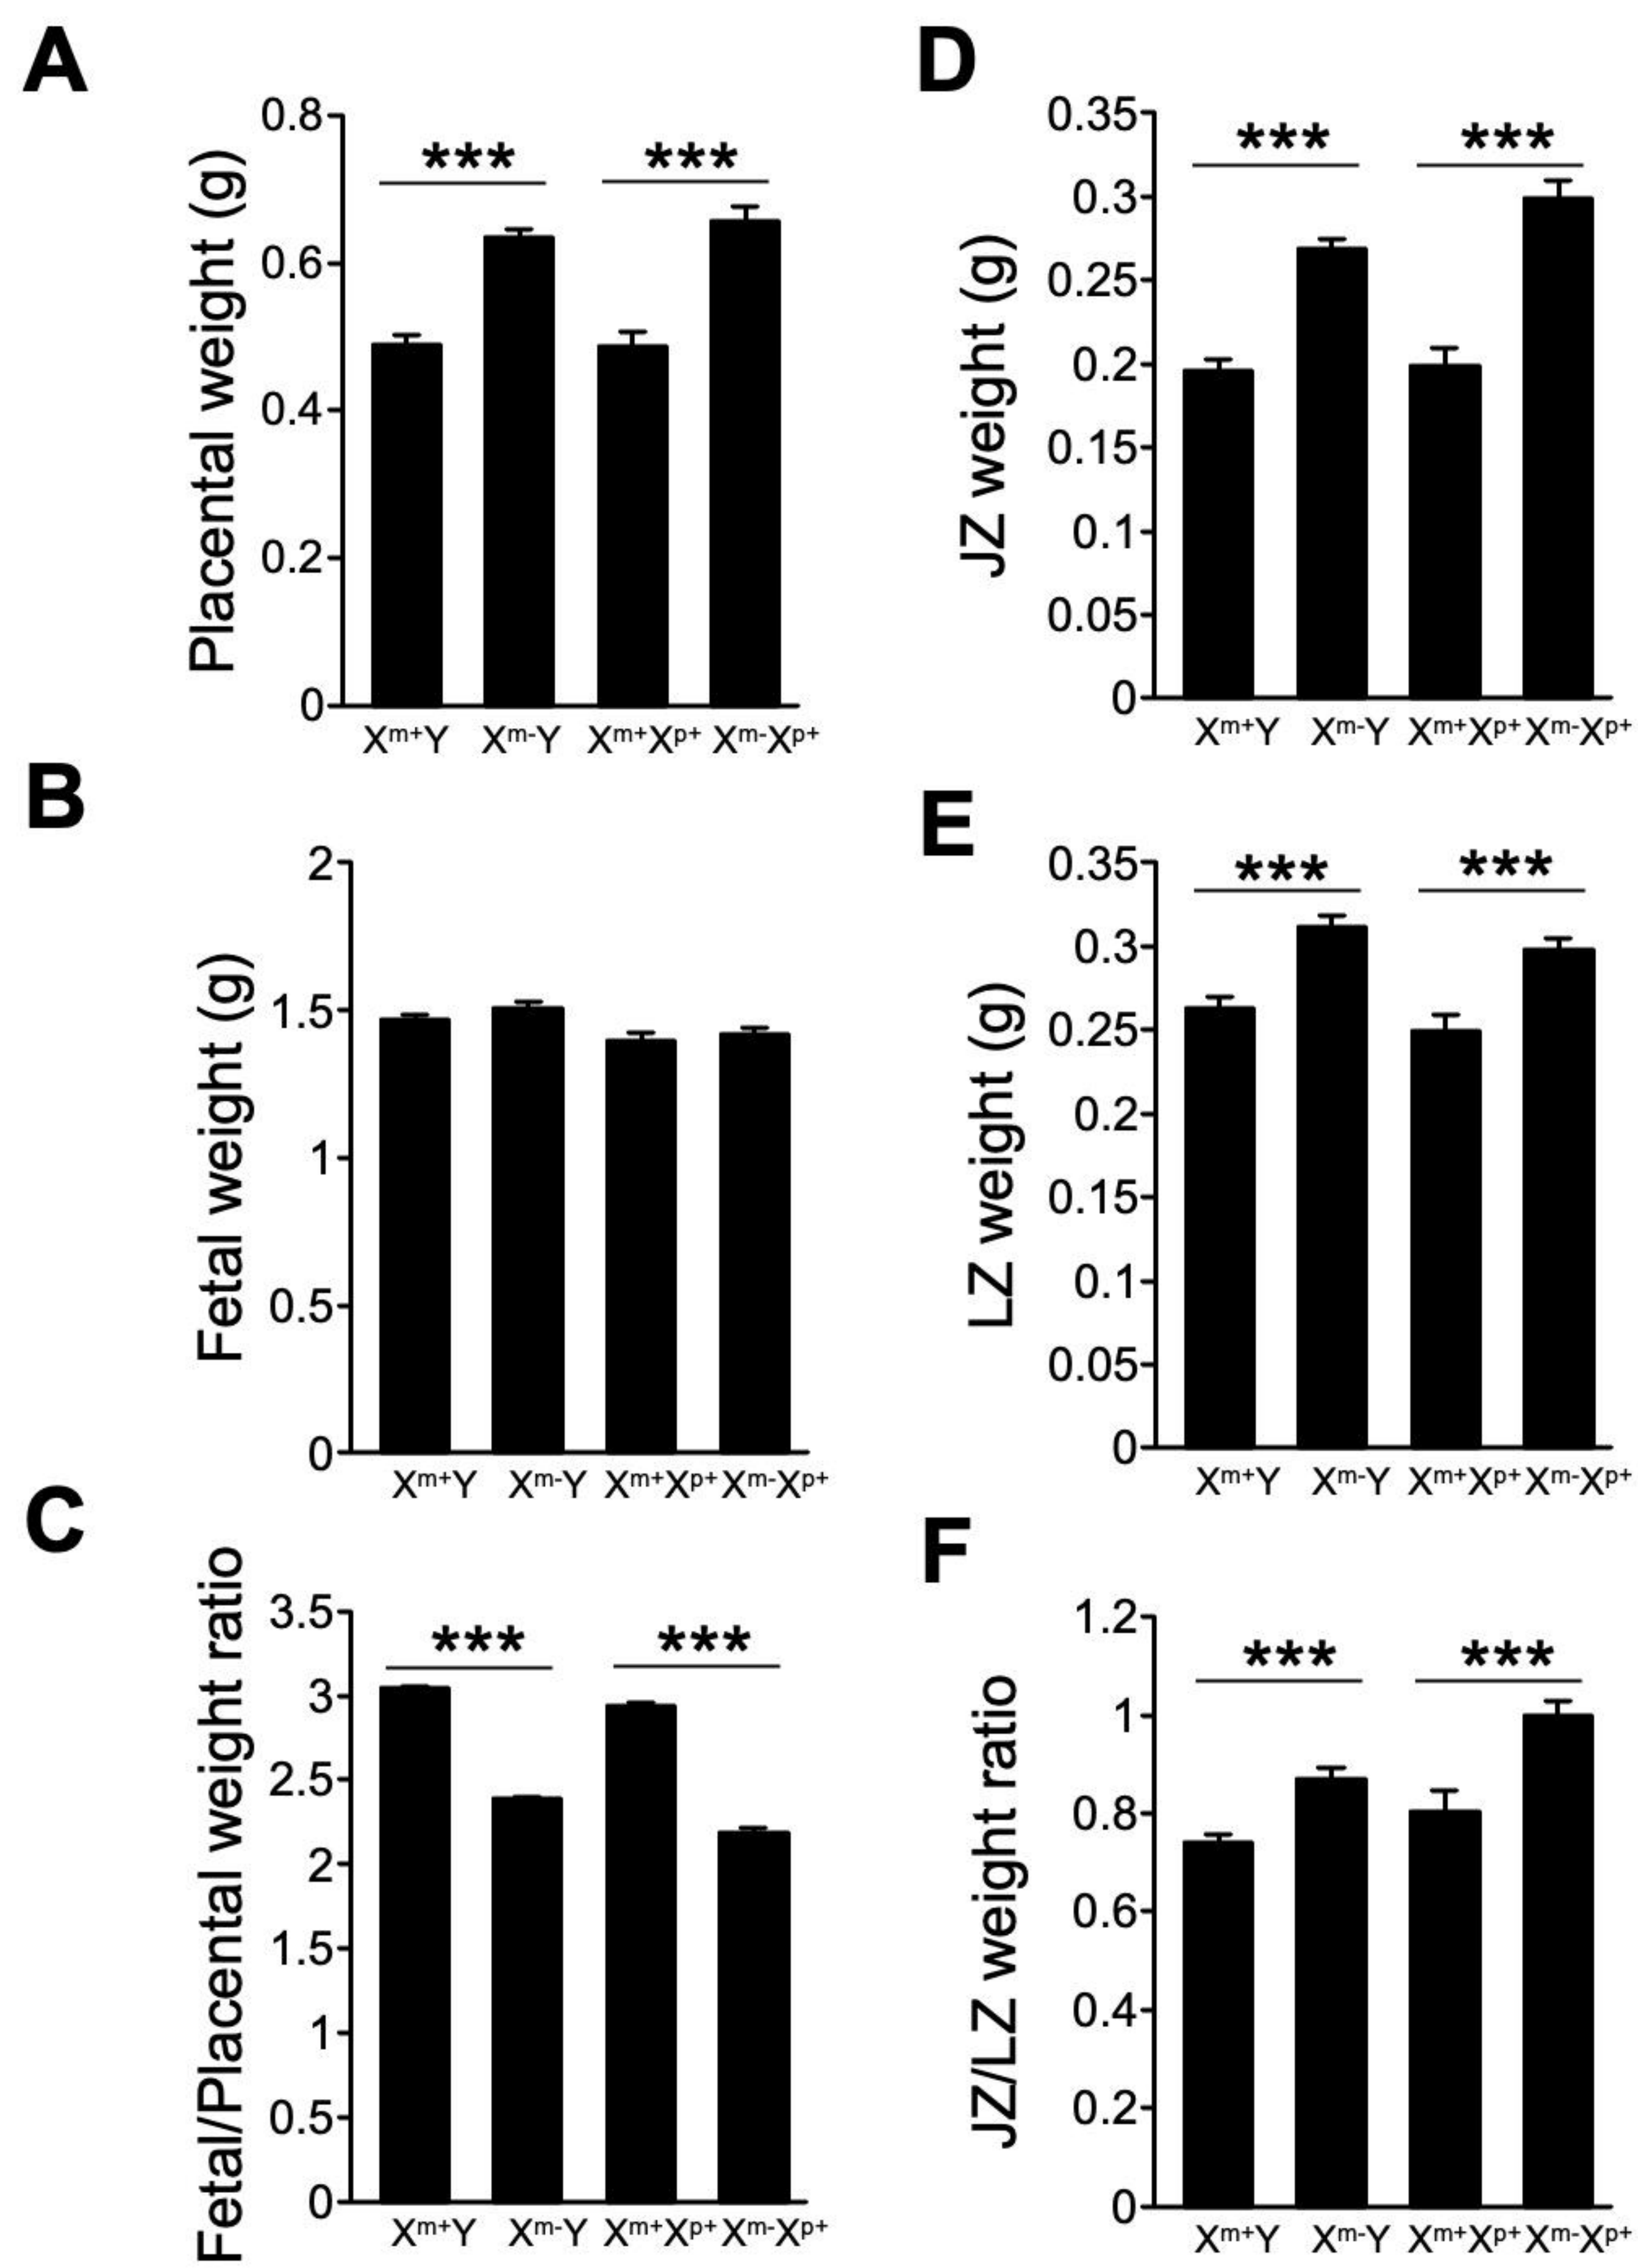 A
Placental weight (g)
0.8
0.6
0.4
0.2
0
*** ***
Xm+Y Xm-Y Xm+Xp+ Xm-Xp+
B
Fetal weight (g)
2
1.5
1
0.5
0
Xm+Y Xm-Y Xm+Xp+ Xm-Xp+
C
Fetal/Placental weight ratio
3.5
3
2.5
2
1.5
1
0.5
0
*** ***
Xm+Y Xm-Y Xm+Xp+ Xm-Xp+
D
JZ weight (g)
0.35
0.3
0.25
0.2
0.15
0.1
0.05
0
*** ***
Xm+Y Xm-Y Xm+Xp+ Xm-Xp+
E
LZ weight (g)
0.35
0.3
0.25
0.2
0.15
0.1
0.05
0
*** ***
Xm+Y Xm-Y Xm+Xp+ Xm-Xp+
F
JZ/LZ weight ratio
1.2
1
0.8
0.6
0.4
0.2
0
*** ***
Xm+Y Xm-Y Xm+Xp+ Xm-Xp+